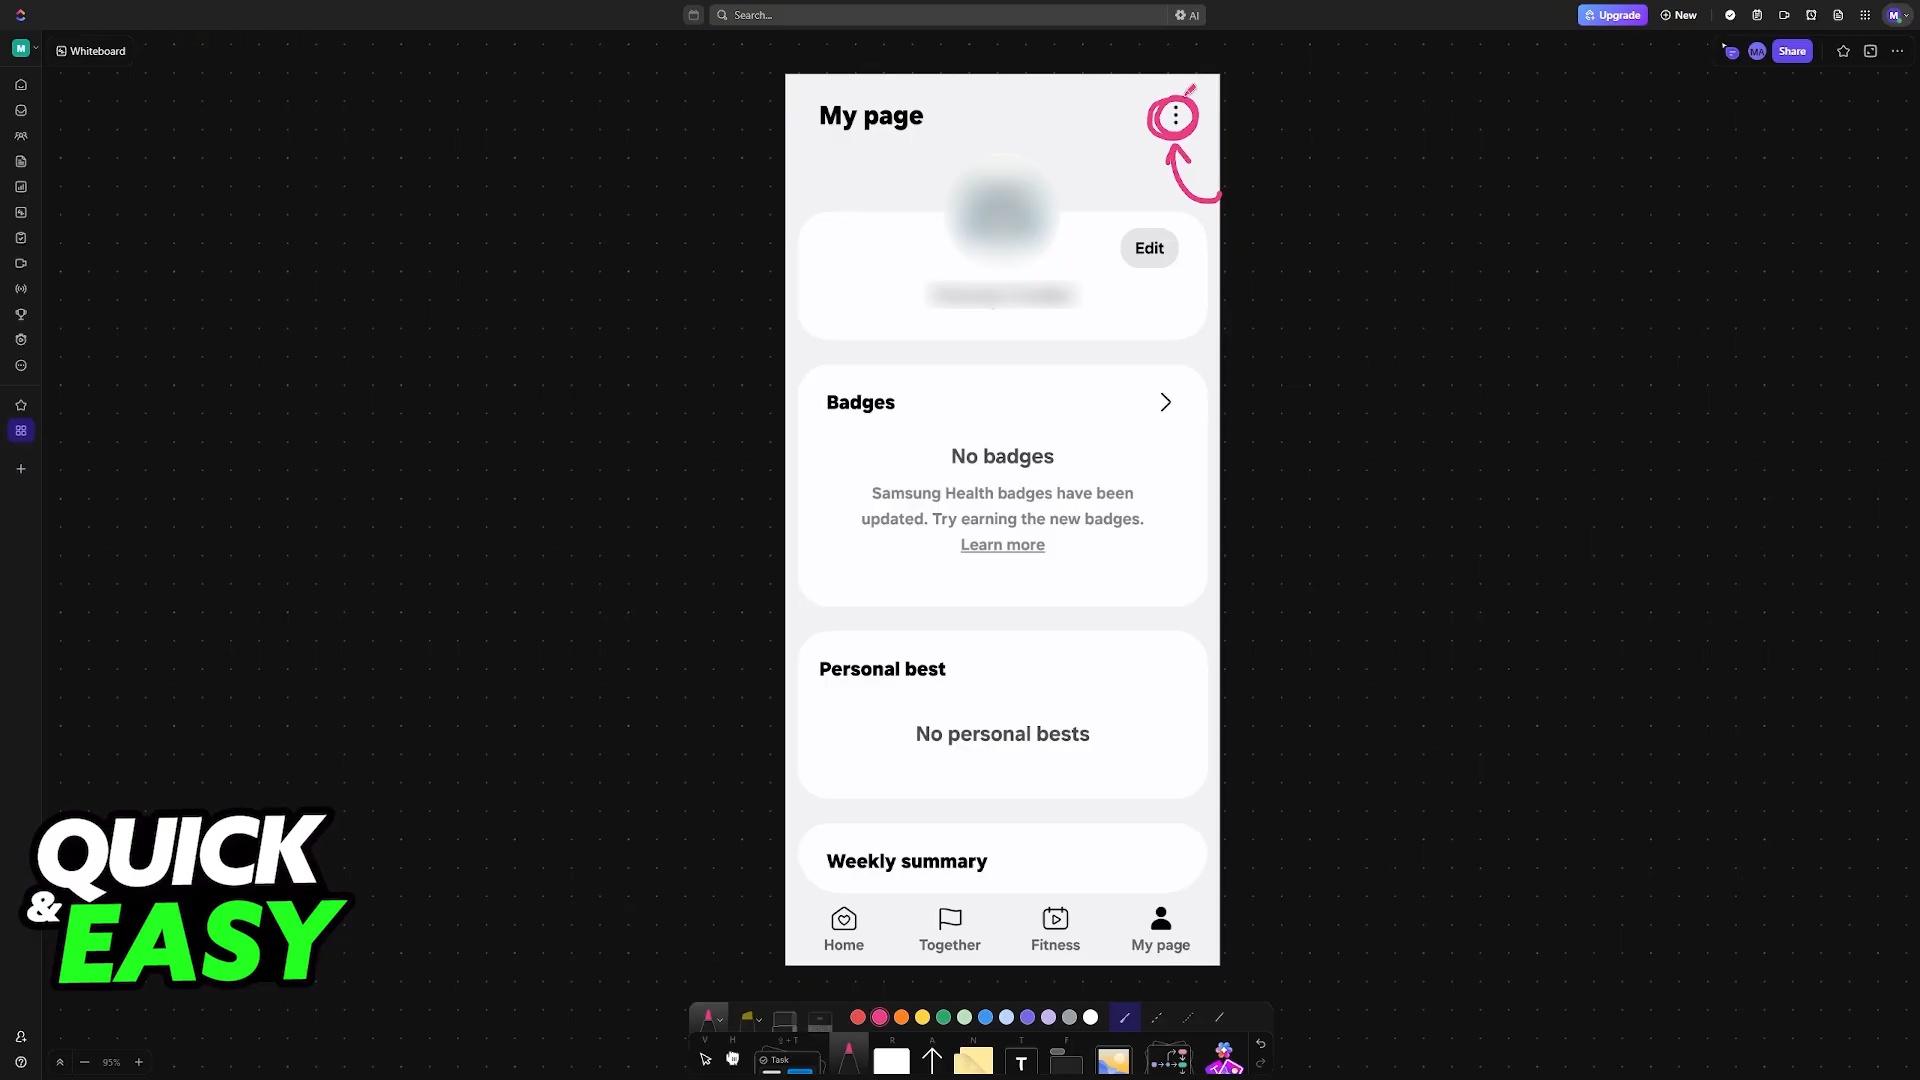 Search...
AI
Upgrade
New
M
M
Whiteboard
MA
Share
My page
Edit
Badges
No badges
Samsung Health badges have been
updated. Try earning the new badges.
Learn more
Personal best
No personal bests
Weekly summary
Home
Together
Fitness
My page
QUICK
& EASY
V
H
⇧+T
R
A
N
T
F
Task
T
95%